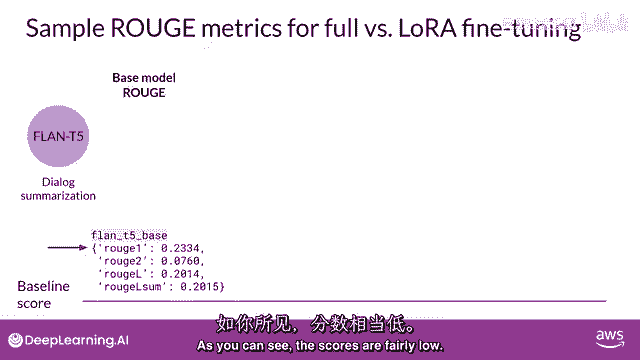 Sample ROUGE metrics for full vs. LoRA fine-tuning
Base model
ROUGE
FLAN-T5
Dialog
summarization
flan_t5_base
{'rouge1': 0.2334,
'rouge2': 0.0760,
'rougeL': 0.2014,
'rougeLsum': 0.2015}
Baseline
score
如你所见，分数相当低。
As you can see, the scores are fairly low.
DeepLearning.AI
aws